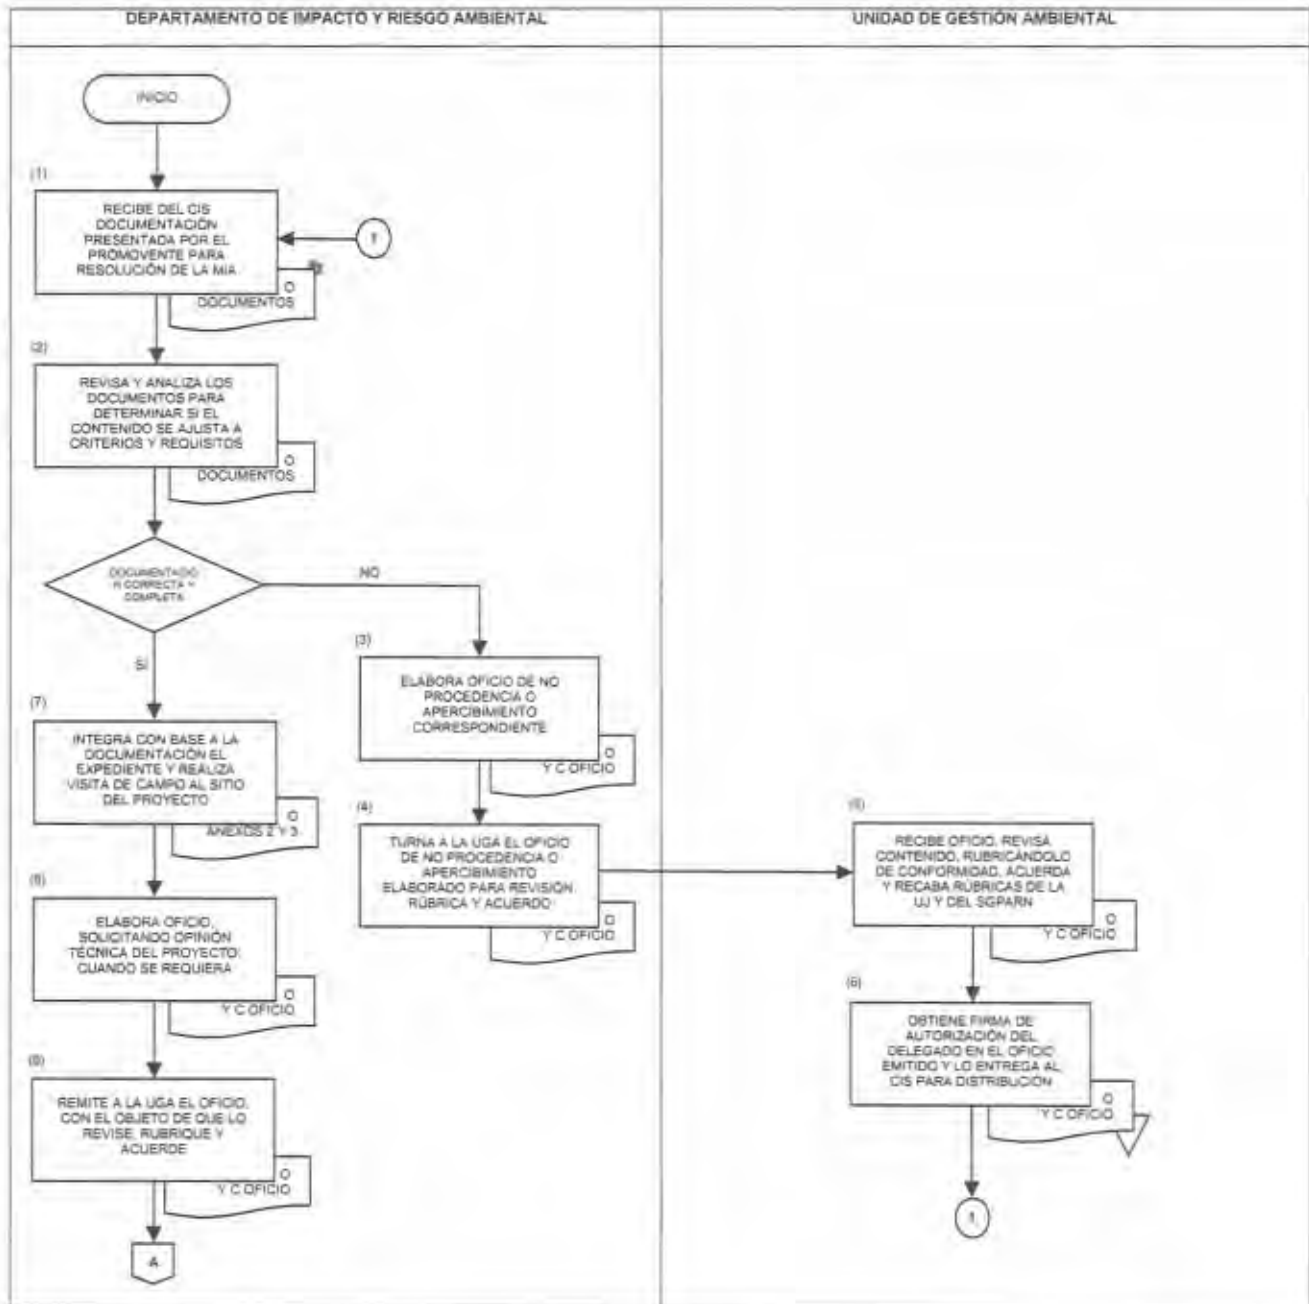 DEPARTAMENTO DE IMPACTO Y RIESGO AMBIENTAL
UNIDAD DE GESTIÓN AMBIENTAL
INICIO
(1)
RECIBE DEL CIS
DOCUMENTACIÓN
PRESENTADA POR EL
PROMOVENTE PARA
RESOLUCIÓN DE LA MIA
1
O
DOCUMENTOS
(2)
REVISA Y ANALIZA LOS
DOCUMENTOS PARA
DETERMINAR SI EL
CONTENIDO SE AJUSTA A
CRITERIOS Y REQUISITOS
O
DOCUMENTOS
DOCUMENTACIO
N CORRECTA Y
COMPLETA
NO
SI
(3)
ELABORA OFICIO DE NO
PROCEDENCIA O
APERCIBIMIENTO
CORRESPONDIENTE
O
Y C OFICIO
(7)
INTEGRA CON BASE A LA
DOCUMENTACIÓN EL
EXPEDIENTE Y REALIZA
VISITA DE CAMPO AL SITIO
DEL PROYECTO
O
ANEXOS 2 Y 3
(4)
TURNA A LA UGA EL OFICIO
DE NO PROCEDENCIA O
APERCIBIMIENTO
ELABORADO PARA REVISIÓN,
RÚBRICA Y ACUERDO
O
Y C OFICIO
RECIBE OFICIO, REVISA
CONTENIDO, RUBRICÁNDOLO
DE CONFORMIDAD, ACUERDA
Y RECABA RÚBRICAS DE LA
UJ Y DEL SGPARN
O
Y C OFICIO
ELABORA OFICIO,
SOLICITANDO OPINIÓN
TÉCNICA DEL PROYECTO
CUANDO SE REQUIERA
O
Y C OFICIO
(6)
OBTIENE FIRMA DE
AUTORIZACIÓN DEL
DELEGADO EN EL OFICIO
EMITIDO Y LO ENTREGA AL
CIS PARA DISTRIBUCIÓN
O
Y C OFICIO
REMITE A LA UGA EL OFICIO,
CON EL OBJETO DE QUE LO
REVISE, RUBRIQUE Y
ACUERDE
O
Y C OFICIO
1
A